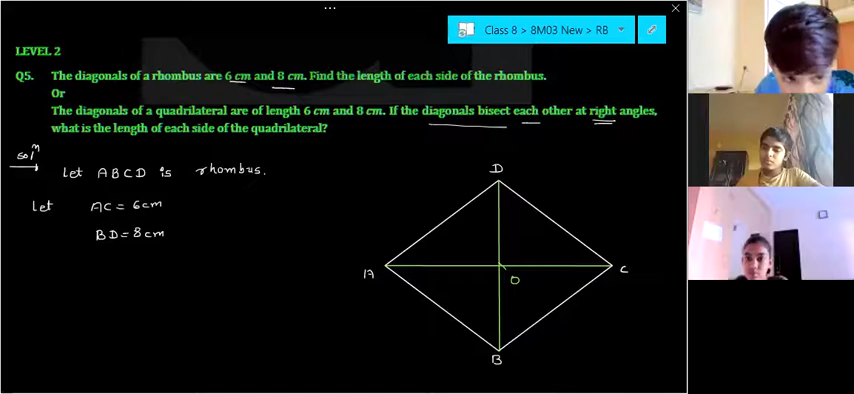 ...
Class 8 > 8M03 New > RB
LEVEL 2
Q5. The diagonals of a rhombus are 6 cm and 8 cm. Find the length of each side of the rhombus.
Or
The diagonals of a quadrilateral are of length 6 cm and 8 cm. If the diagonals bisect each other at right angles,
what is the length of each side of the quadrilateral?
solⁿ
Let ABCD is rhombus.
Let AC = 6cm
BD = 8cm
D
A
O
C
B